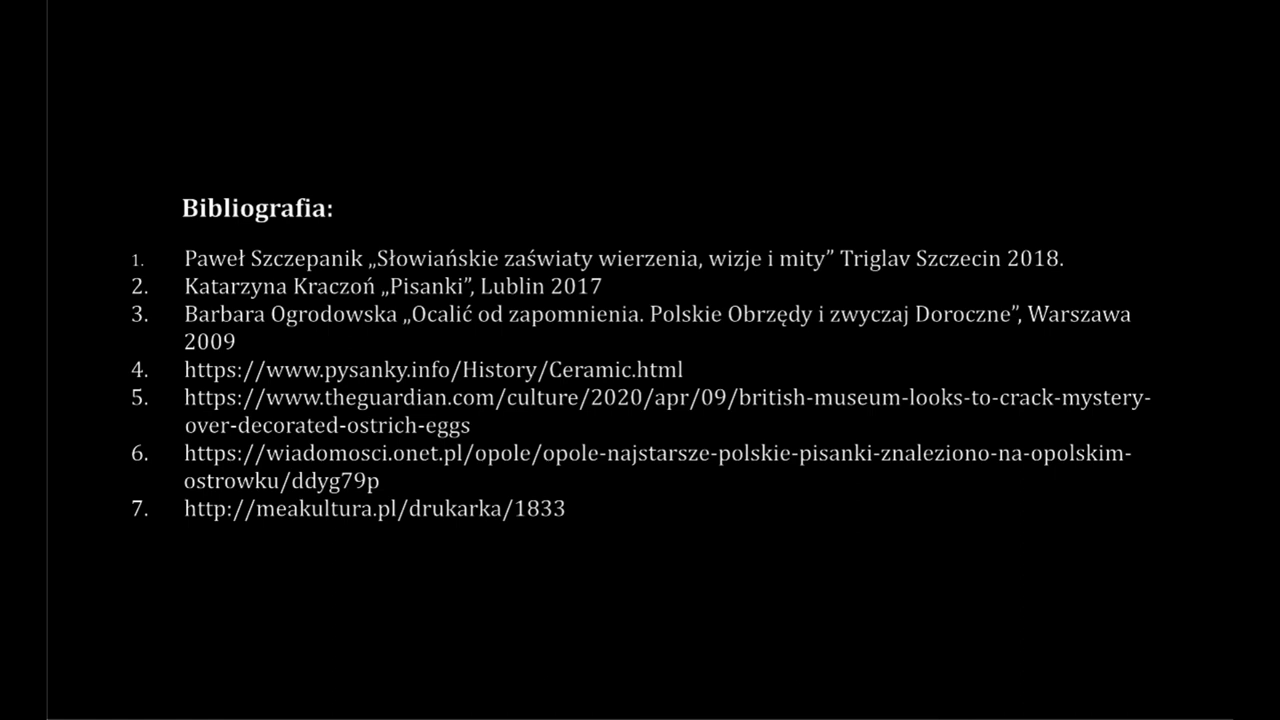 Bibliografia:
1. Paweł Szczepanik „Słowiańskie zaświaty wierzenia, wizje i mity” Triglav Szczecin 2018.
2. Katarzyna Kraczoń „Pisanki”, Lublin 2017
3. Barbara Ogrodowska „Ocalić od zapomnienia. Polskie Obrzędy i zwyczaj Doroczne”, Warszawa
2009
4. https://www.pysanky.info/History/Ceramic.html
5. https://www.theguardian.com/culture/2020/apr/09/british-museum-looks-to-crack-mystery-
over-decorated-ostrich-eggs
6. https://wiadomosci.onet.pl/opole/opole-najstarsze-polskie-pisanki-znaleziono-na-opolskim-
ostrowku/ddyg79p
7. http://meakultura.pl/drukarka/1833